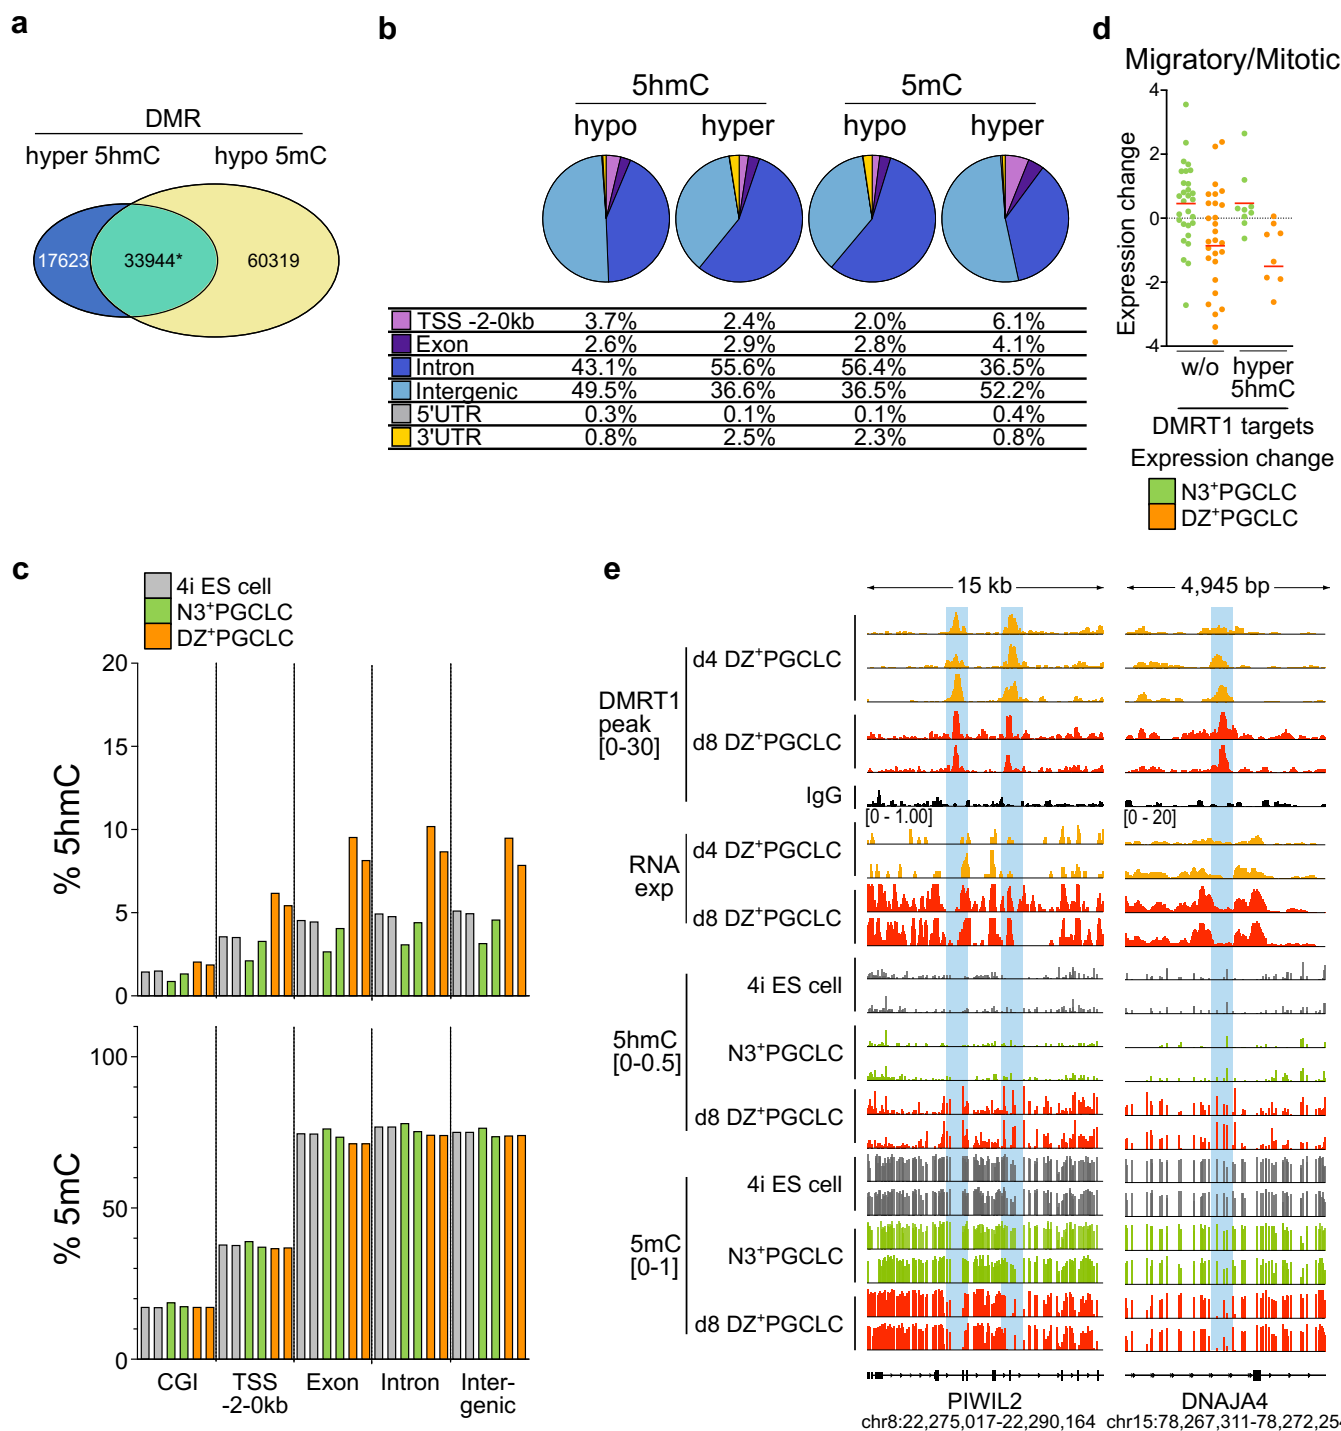 a
DMR
hyper 5hmC hypo 5mC
17623 33944* 60319
b
5hmC 5mC
hypo hyper hypo hyper
TSS -2-0kb 3.7% 2.4% 2.0% 6.1%
Exon 2.6% 2.9% 2.8% 4.1%
Intron 43.1% 55.6% 56.4% 36.5%
Intergenic 49.5% 36.6% 36.5% 52.2%
5'UTR 0.3% 0.1% 0.1% 0.4%
3'UTR 0.8% 2.5% 2.3% 0.8%
d
Migratory/Mitotic
Expression change
4
2
0
-2
-4
w/o hyper
5hmC
DMRT1 targets
Expression change
N3⁺PGCLC
DZ⁺PGCLC
c
4i ES cell
N3⁺PGCLC
DZ⁺PGCLC
% 5hmC
20
15
10
5
0
% 5mC
100
50
0
CGI TSS Exon Intron Inter-
-2-0kb genic
e
15 kb 4,945 bp
DMRT1
peak
[0-30]
d4 DZ⁺PGCLC
d8 DZ⁺PGCLC
IgG
[0 - 1.00] [0 - 20]
RNA
exp
d4 DZ⁺PGCLC
d8 DZ⁺PGCLC
5hmC
[0-0.5]
4i ES cell
N3⁺PGCLC
d8 DZ⁺PGCLC
5mC
[0-1]
4i ES cell
N3⁺PGCLC
d8 DZ⁺PGCLC
PIWIL2 DNAJA4
chr8:22,275,017-22,290,164 chr15:78,267,311-78,272,254